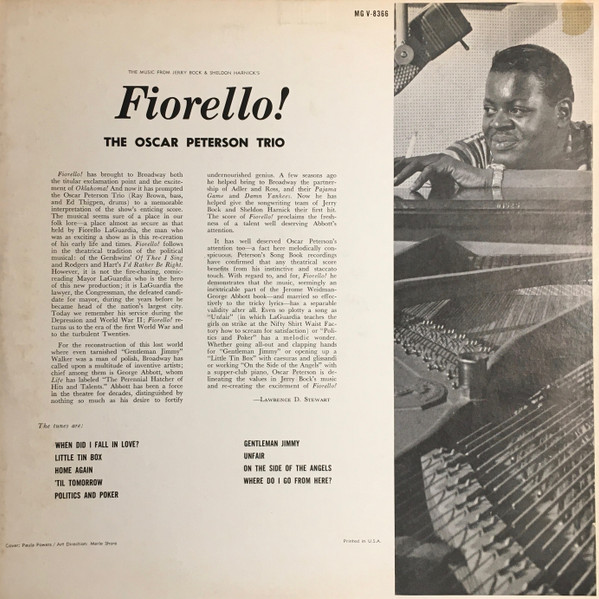 MG V-8366
THE MUSIC FROM JERRY BOCK & SHELDON HARNICK'S
Fiorello!
THE OSCAR PETERSON TRIO
Fiorello! has brought to Broadway both
the titular exclamation point and the excite-
ment of Oklahoma! And now it has prompted
the Oscar Peterson Trio (Ray Brown, bass,
and Ed Thigpen, drums) to a memorable
interpretation of the show's enticing score.
The musical seems sure of a place in our
folk lore—a place almost as secure as that
held by Fiorello LaGuardia, the man who
was as exciting a show as is this re-creation
of his early life and times. Fiorello! follows
in the theatrical tradition of the political
musical: of the Gershwins' Of Thee I Sing
and Rodgers and Hart's I'd Rather Be Right.
However, it is not the fire-chasing, comic-
reading Mayor LaGuardia who is the hero
of this new production; it is LaGuardia the
lawyer, the Congressman, the defeated candi-
date for mayor, during the years before he
became head of the nation's largest city.
Today we remember his service during the
Depression and World War II; Fiorello! re-
turns us to the era of the first World War and
to the turbulent Twenties.
For the reconstruction of this lost world
where even tarnished "Gentleman Jimmy"
Walker was a man of polish, Broadway has
called upon a multitude of inventive artists;
chief among them is George Abbott, whom
Life has labeled "The Perennial Hatcher of
Hits and Talents." Abbott has been a force
in the theatre for decades, distinguished by
nothing so much as his desire to fortify
undernourished genius. A few seasons ago
he helped bring to Broadway the partner-
ship of Adler and Ross, and their Pajama
Game and Damn Yankees. Now he has
helped give the songwriting team of Jerry
Bock and Sheldon Harnick their first hit.
The score of Fiorello! proclaims the fresh-
ness of a talent well deserving Abbott's
attention.
It has well deserved Oscar Peterson's
attention too—a fact here melodically con-
spicuous. Peterson's Song Book recordings
have confirmed that any theatrical score
benefits from his instinctive and staccato
touch. With regard to, and for, Fiorello! he
demonstrates that the music, seemingly an
inextricable part of the Jerome Weidman-
George Abbott book—and married so effec-
tively to the tricky lyrics—has a separable
validity after all. Even so plotty a song as
"Unfair" (in which LaGuardia teaches the
girls on strike at the Nifty Shirt Waist Fac-
tory how to scream for satisfaction) or "Poli-
tics and Poker" has a melodic wonder.
Whether going all-out and clapping hands
for "Gentleman Jimmy" or opening up a
"Little Tin Box" with caesuras and glissandi
or working "On the Side of the Angels" with
a supper-club piano, Oscar Peterson is de-
lineating the values in Jerry Bock's music
and re-creating the excitement of Fiorello!
—LAWRENCE D. STEWART
The tunes are:
WHEN DID I FALL IN LOVE?
LITTLE TIN BOX
HOME AGAIN
'TIL TOMORROW
POLITICS AND POKER
GENTLEMAN JIMMY
UNFAIR
ON THE SIDE OF THE ANGELS
WHERE DO I GO FROM HERE?
Cover: Paula Powers / Art Direction: Merle Shore
Printed in U.S.A.